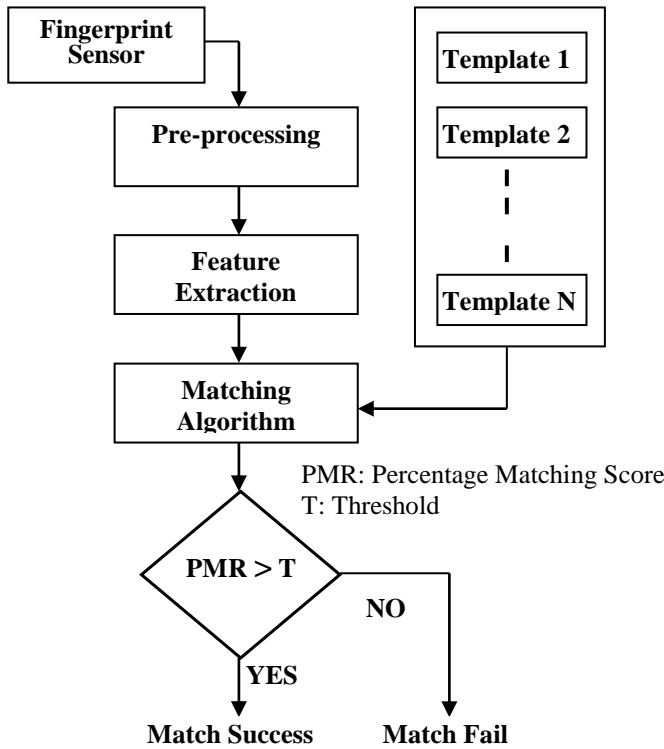 Fingerprint
Sensor
Pre-processing
Feature
Extraction
Matching
Algorithm
Template 1
Template 2
Template N
PMR: Percentage Matching Score
T: Threshold
PMR > T
NO
YES
Match Success
Match Fail